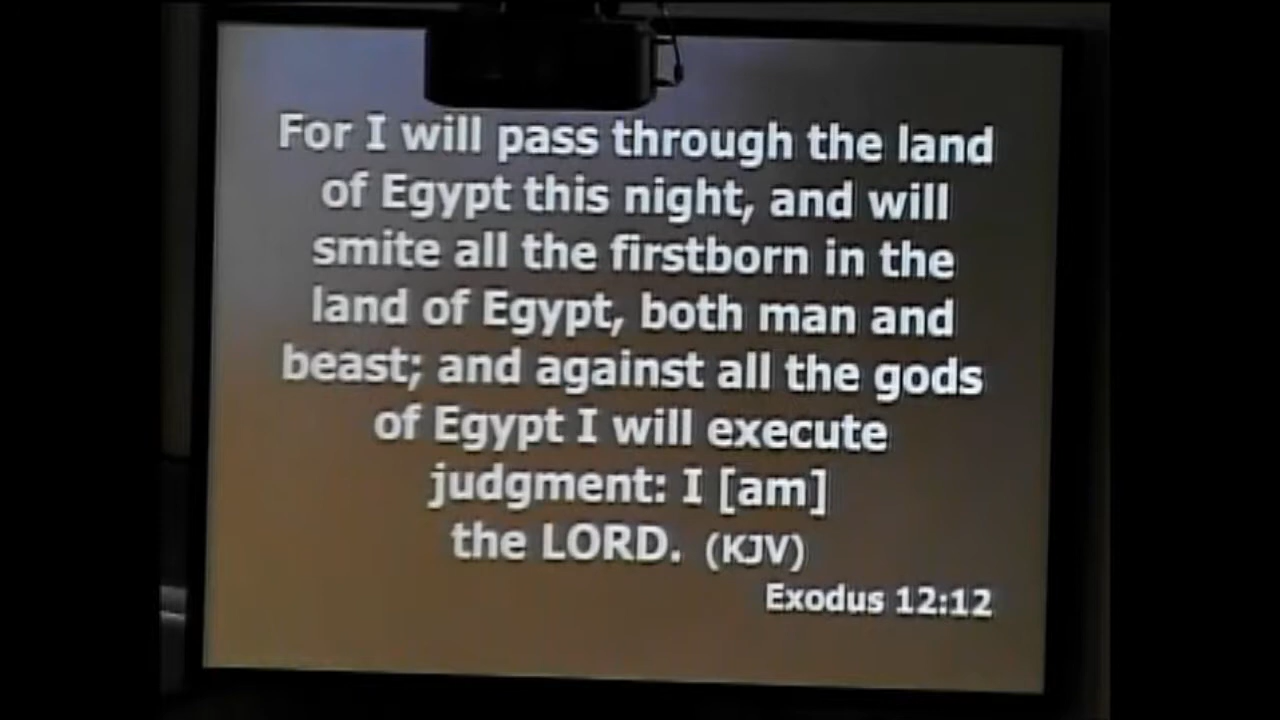 For I will pass through the land
of Egypt this night, and will
smite all the firstborn in the
land of Egypt, both man and
beast; and against all the gods
of Egypt I will execute
judgment: I [am]
the LORD. (KJV)
Exodus 12:12